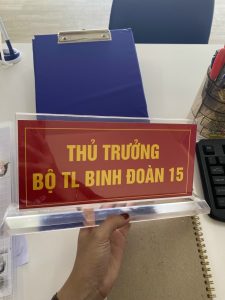 THỦ TRƯỞNG
BỘ TL BINH ĐOÀN 15